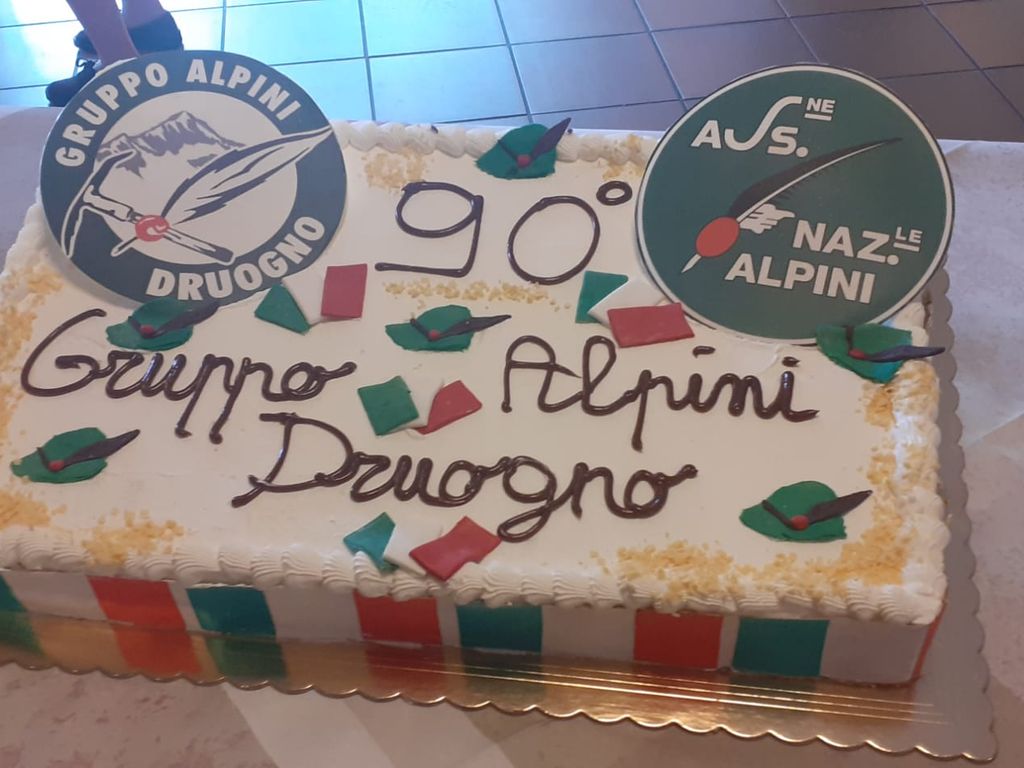 GRUPPO ALPINI
DRUOGNO
90°
ASS.NE
NAZ.LE
ALPINI
Gruppo Alpini
Druogno